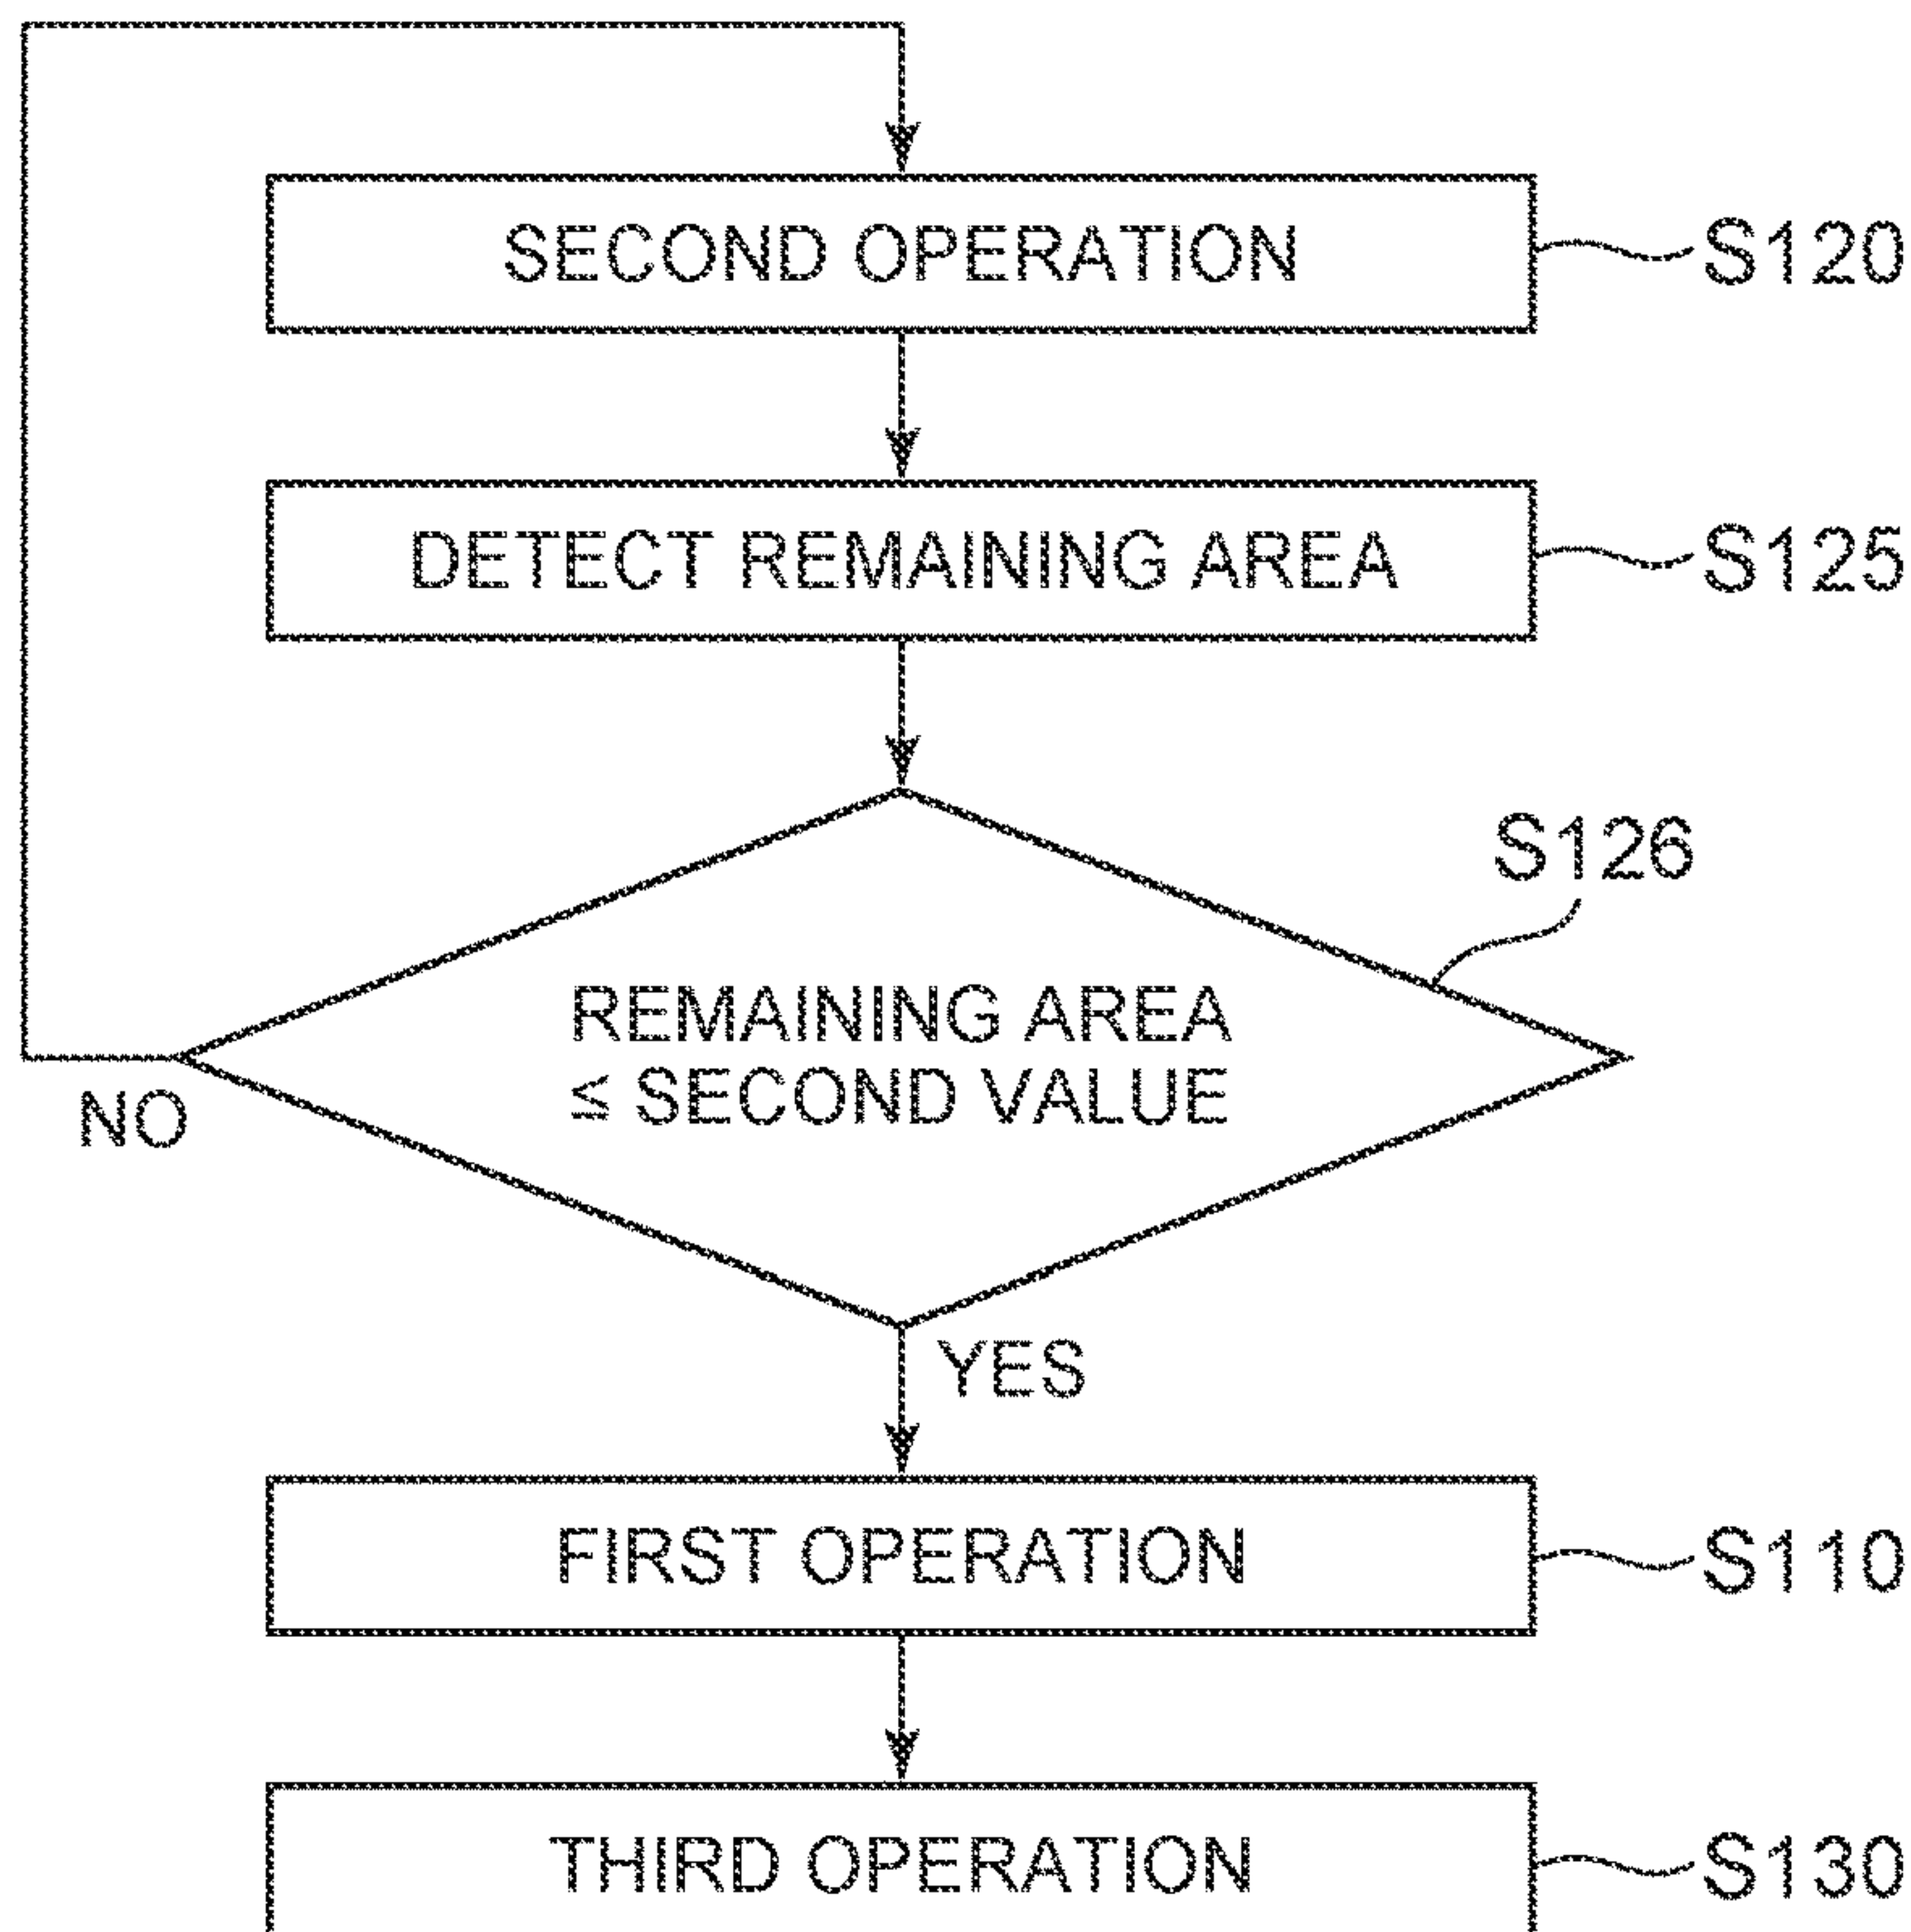 SECOND OPERATION
S120
DETECT REMAINING AREA
S125
S126
REMAINING AREA
≤ SECOND VALUE
NO
YES
FIRST OPERATION
S110
THIRD OPERATION
S130